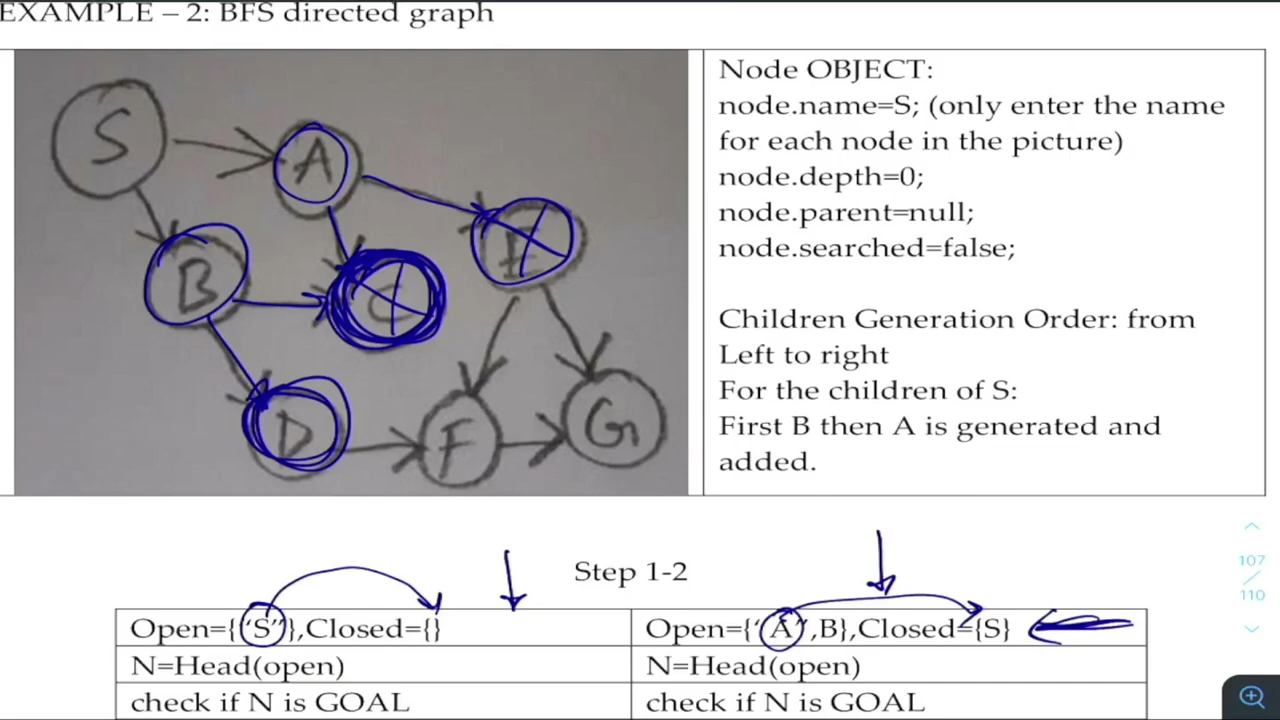 EXAMPLE – 2: BFS directed graph
S
A
E
B
C
D
F
G
Node OBJECT:
node.name=S; (only enter the name
for each node in the picture)
node.depth=0;
node.parent=null;
node.searched=false;
Children Generation Order: from
Left to right
For the children of S:
First B then A is generated and
added.
Step 1-2
Open={“S”},Closed={}
Open={“A”,B},Closed={S}
N=Head(open)
N=Head(open)
check if N is GOAL
check if N is GOAL
107
/
110